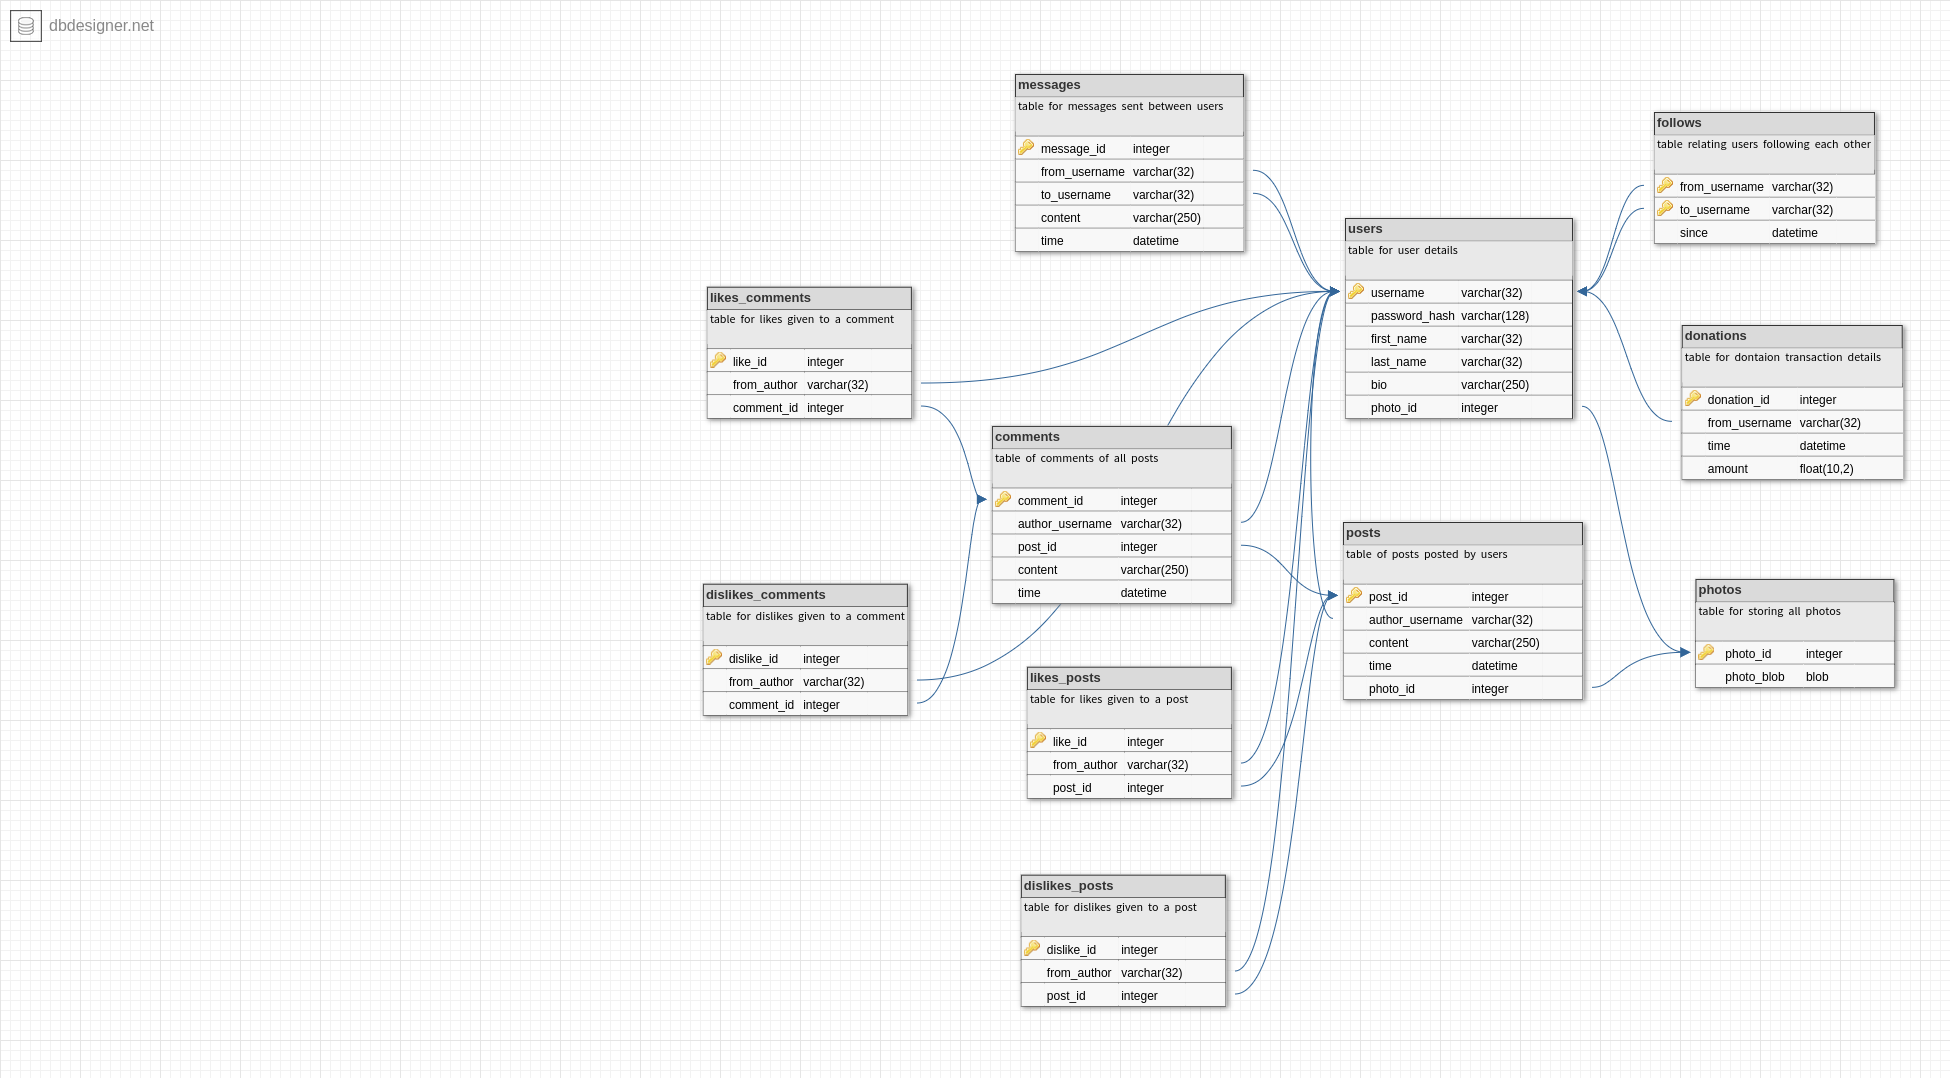 dbdesigner.net
messages
table for messages sent between users
message_id integer
from_username varchar(32)
to_username varchar(32)
content varchar(250)
time datetime
follows
table relating users following each other
from_username varchar(32)
to_username varchar(32)
since datetime
users
table for user details
username varchar(32)
password_hash varchar(128)
first_name varchar(32)
last_name varchar(32)
bio varchar(250)
photo_id integer
likes_comments
table for likes given to a comment
like_id integer
from_author varchar(32)
comment_id integer
donations
table for dontaion transaction details
donation_id integer
from_username varchar(32)
time datetime
amount float(10,2)
comments
table of comments of all posts
comment_id integer
author_username varchar(32)
post_id integer
content varchar(250)
time datetime
posts
table of posts posted by users
post_id integer
author_username varchar(32)
content varchar(250)
time datetime
photo_id integer
photos
table for storing all photos
photo_id integer
photo_blob blob
dislikes_comments
table for dislikes given to a comment
dislike_id integer
from_author varchar(32)
comment_id integer
likes_posts
table for likes given to a post
like_id integer
from_author varchar(32)
post_id integer
dislikes_posts
table for dislikes given to a post
dislike_id integer
from_author varchar(32)
post_id integer